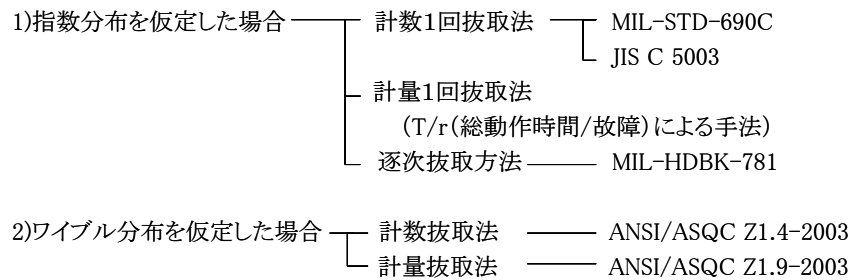 1)指数分布を仮定した場合 計数1回抜取法 MIL-STD-690C
JIS C 5003
計量1回抜取法
(T/r(総動作時間/故障)による手法)
逐次抜取方法 MIL-HDBK-781
2)ワイブル分布を仮定した場合 計数抜取法 ANSI/ASQC Z1.4-2003
計量抜取法 ANSI/ASQC Z1.9-2003